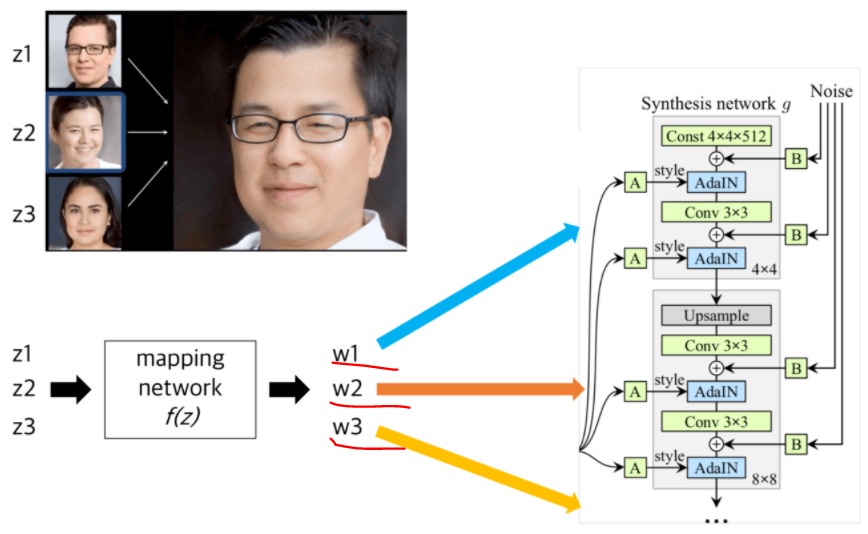 z1
z2
z3
z1
z2
z3
mapping
network
f(z)
w1
w2
w3
Noise
Synthesis network g
Const 4×4×512
B
style
A
AdaIN
Conv 3×3
B
style
A
AdaIN
4×4
Upsample
Conv 3×3
B
style
A
AdaIN
Conv 3×3
B
style
A
AdaIN
8×8
...